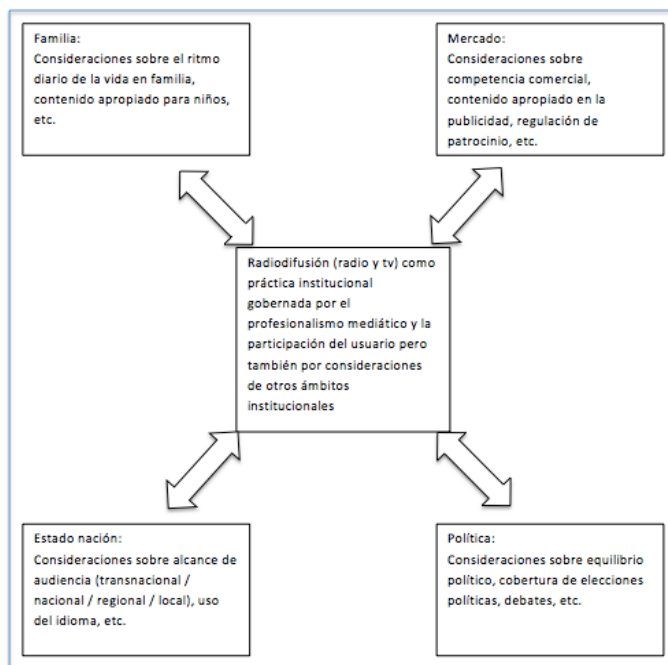 Familia:
Consideraciones sobre el ritmo
diario de la vida en familia,
contenido apropiado para niños,
etc.
Mercado:
Consideraciones sobre
competencia comercial,
contenido apropiado en la
publicidad, regulación de
patrocinio, etc.
Radiodifusión (radio y tv) como
práctica institucional
gobernada por el
profesionalismo mediático y la
participación del usuario pero
también por consideraciones
de otros ámbitos
institucionales
Estado nación:
Consideraciones sobre alcance de
audiencia (transnacional /
nacional / regional / local), uso
del idioma, etc.
Política:
Consideraciones sobre equilibrio
político, cobertura de elecciones
políticas, debates, etc.